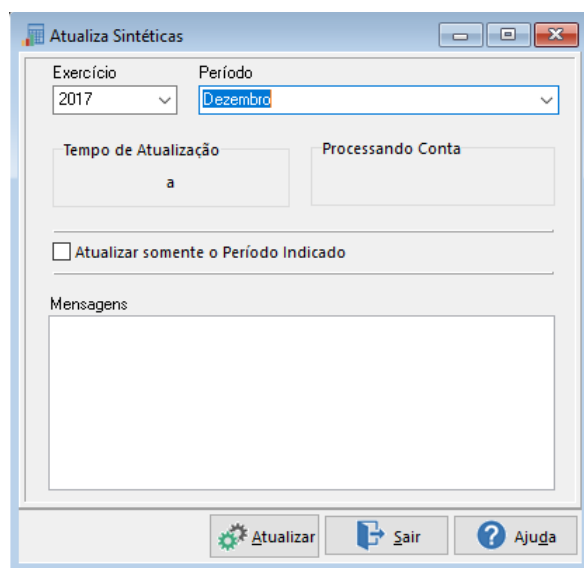 Atualiza Sintéticas
Exercício Período
2017 Dezembro
Tempo de Atualização Processando Conta
a
Atualizar somente o Período Indicado
Mensagens
Atualizar Sair Ajuda